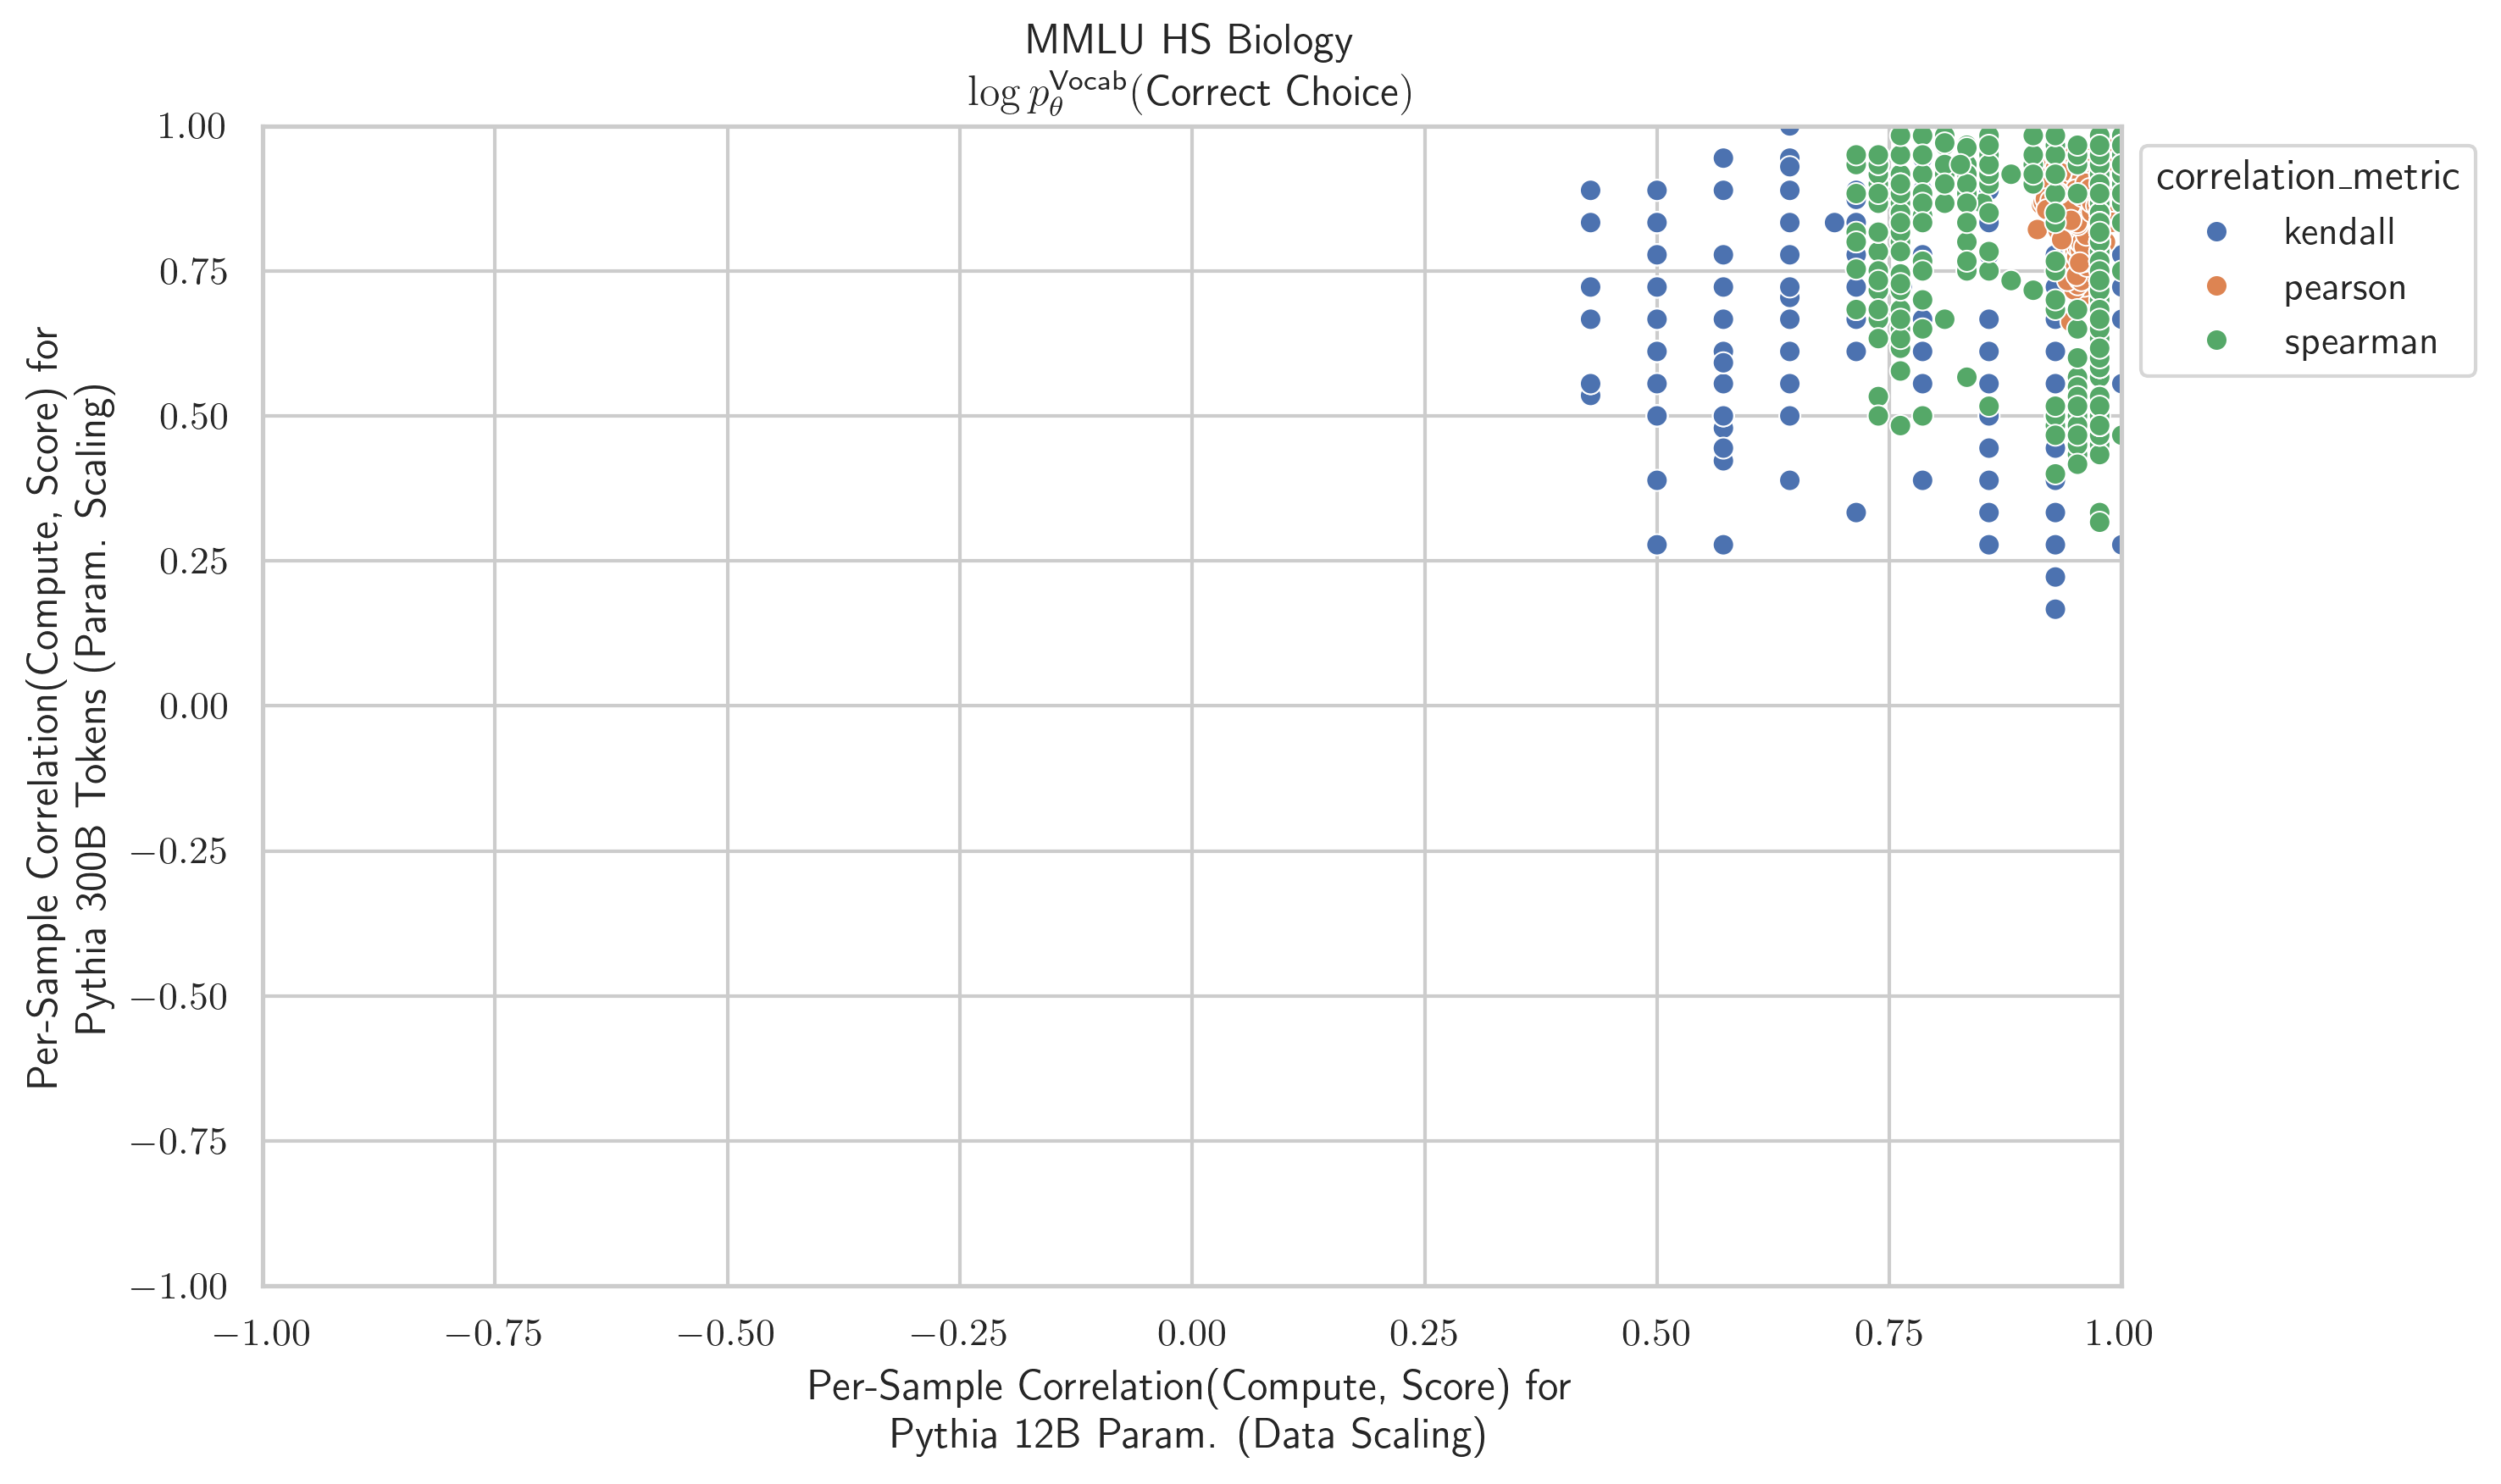 MMLU HS Biology
log p_θ^Vocab(Correct Choice)
Per-Sample Correlation(Compute, Score) for
Pythia 300B Tokens (Param. Scaling)
1.00
0.75
0.50
0.25
0.00
−0.25
−0.50
−0.75
−1.00
−1.00 −0.75 −0.50 −0.25 0.00 0.25 0.50 0.75 1.00
Per-Sample Correlation(Compute, Score) for
Pythia 12B Param. (Data Scaling)
correlation_metric
kendall
pearson
spearman